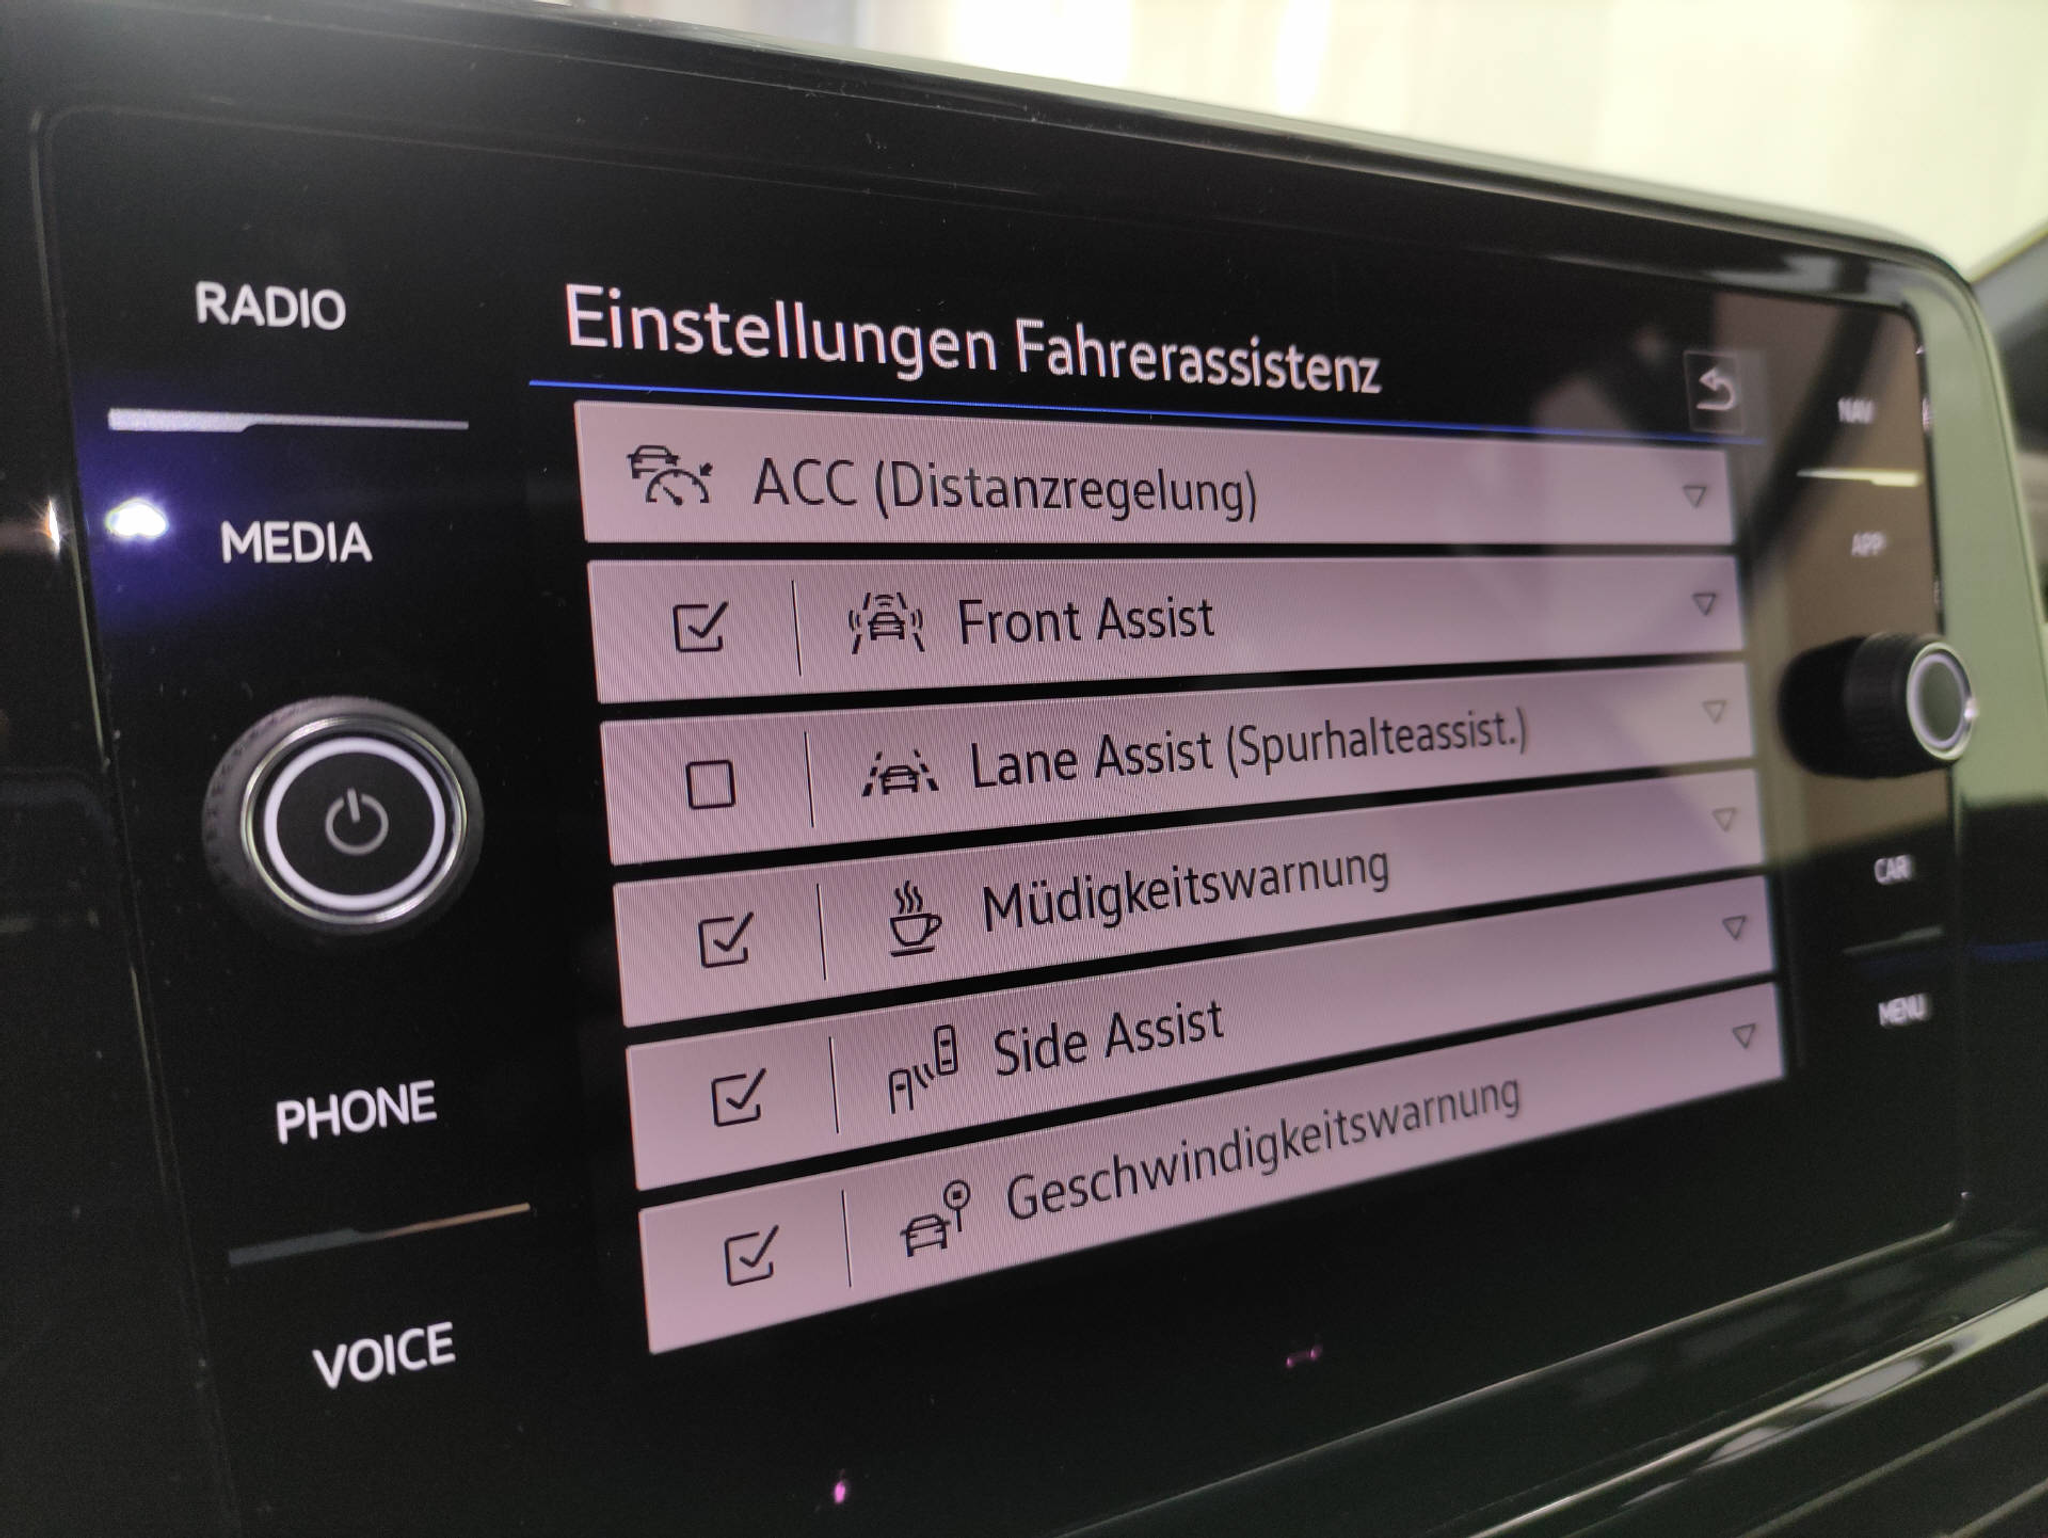 RADIO
MEDIA
PHONE
VOICE
Einstellungen Fahrerassistenz
ACC (Distanzregelung)
Front Assist
Lane Assist (Spurhalteassist.)
Müdigkeitswarnung
Side Assist
Geschwindigkeitswarnung
NAV
APP
CAR
MENU